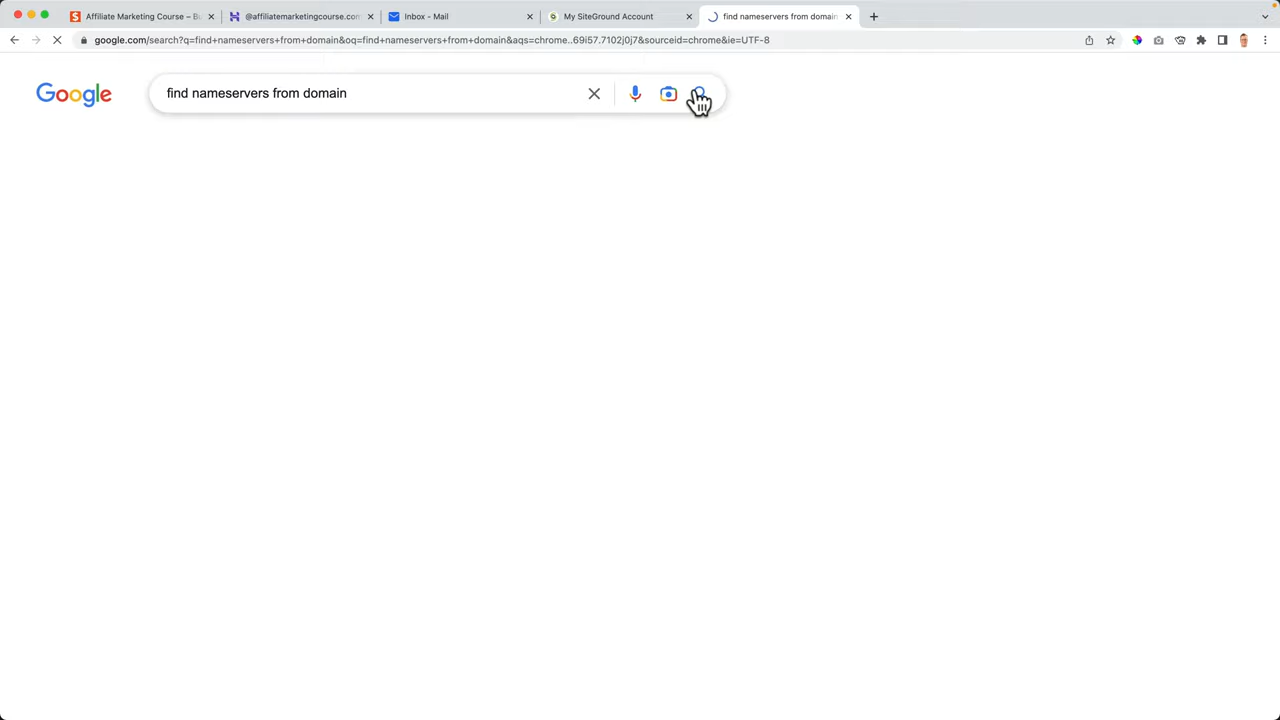 Affiliate Marketing Course – Bu
@affiliatemarketingcourse.com
Inbox - Mail
My SiteGround Account
find nameservers from domain
google.com/search?q=find+nameservers+from+domain&oq=find+nameservers+from+domain&aqs=chrome..69i57.7102j0j7&sourceid=chrome&ie=UTF-8
Google
find nameservers from domain